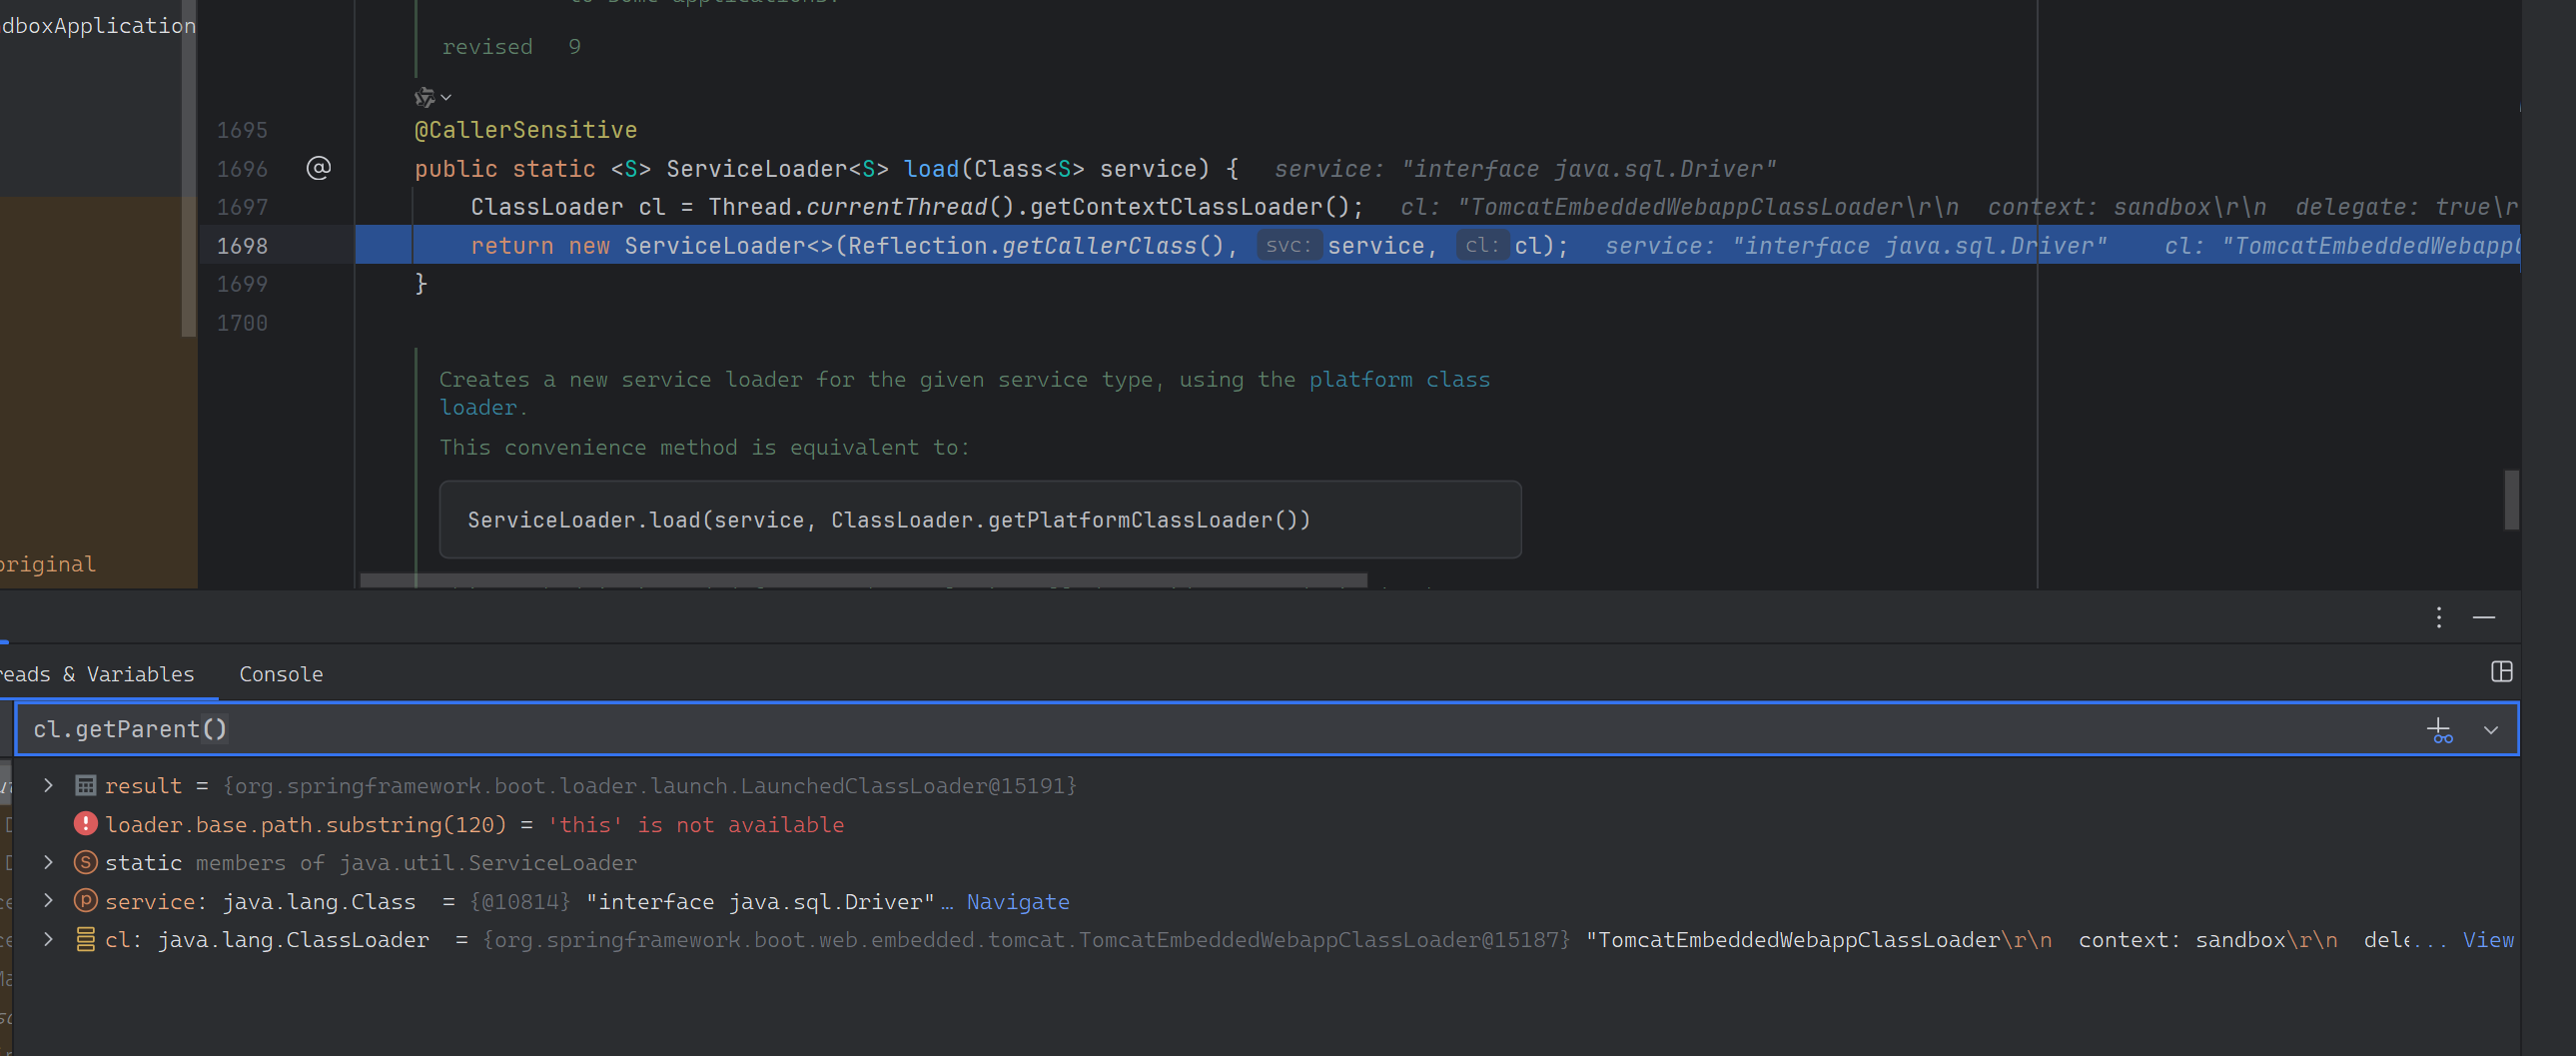 dboxApplication
to some applications.
revised 9
1695 @CallerSensitive
1696 @ public static <S> ServiceLoader<S> load(Class<S> service) { service: "interface java.sql.Driver"
1697 ClassLoader cl = Thread.currentThread().getContextClassLoader(); cl: "TomcatEmbeddedWebappClassLoader\r\n context: sandbox\r\n delegate: true\r
1698 return new ServiceLoader<>(Reflection.getCallerClass(), svc: service, cl: cl); service: "interface java.sql.Driver" cl: "TomcatEmbeddedWebapp
1699 }
1700
Creates a new service loader for the given service type, using the platform class
loader.
This convenience method is equivalent to:
ServiceLoader.load(service, ClassLoader.getPlatformClassLoader())
original
reads & Variables Console
cl.getParent()
result = {org.springframework.boot.loader.launch.LaunchedClassLoader@15191}
loader.base.path.substring(120) = 'this' is not available
static members of java.util.ServiceLoader
service: java.lang.Class = {@10814} "interface java.sql.Driver"... Navigate
cl: java.lang.ClassLoader = {org.springframework.boot.web.embedded.tomcat.TomcatEmbeddedWebappClassLoader@15187} "TomcatEmbeddedWebappClassLoader\r\n context: sandbox\r\n dele... View